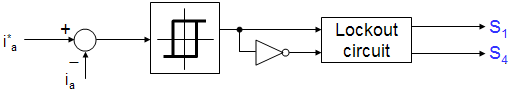 +
i*a
−
ia
Lockout
circuit
S1
S4